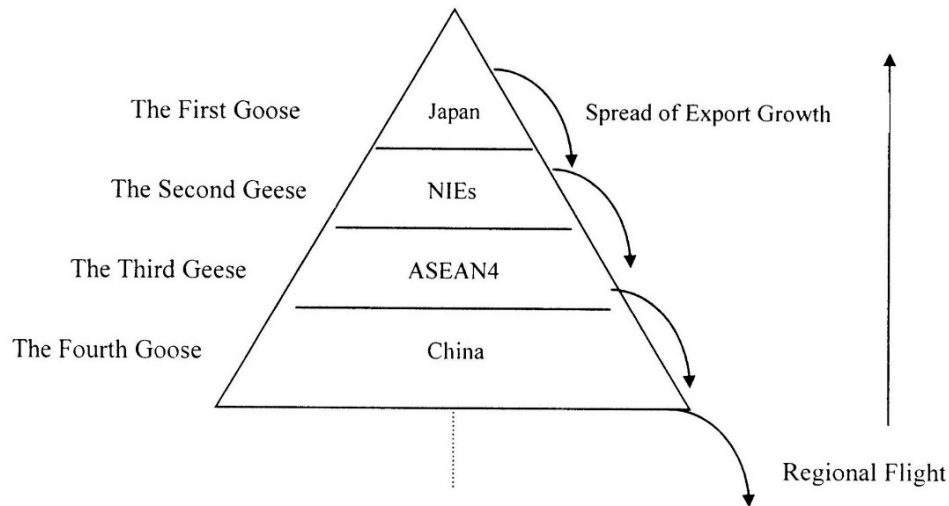 The First Goose
Japan
Spread of Export Growth
The Second Geese
NIEs
The Third Geese
ASEAN4
The Fourth Goose
China
Regional Flight